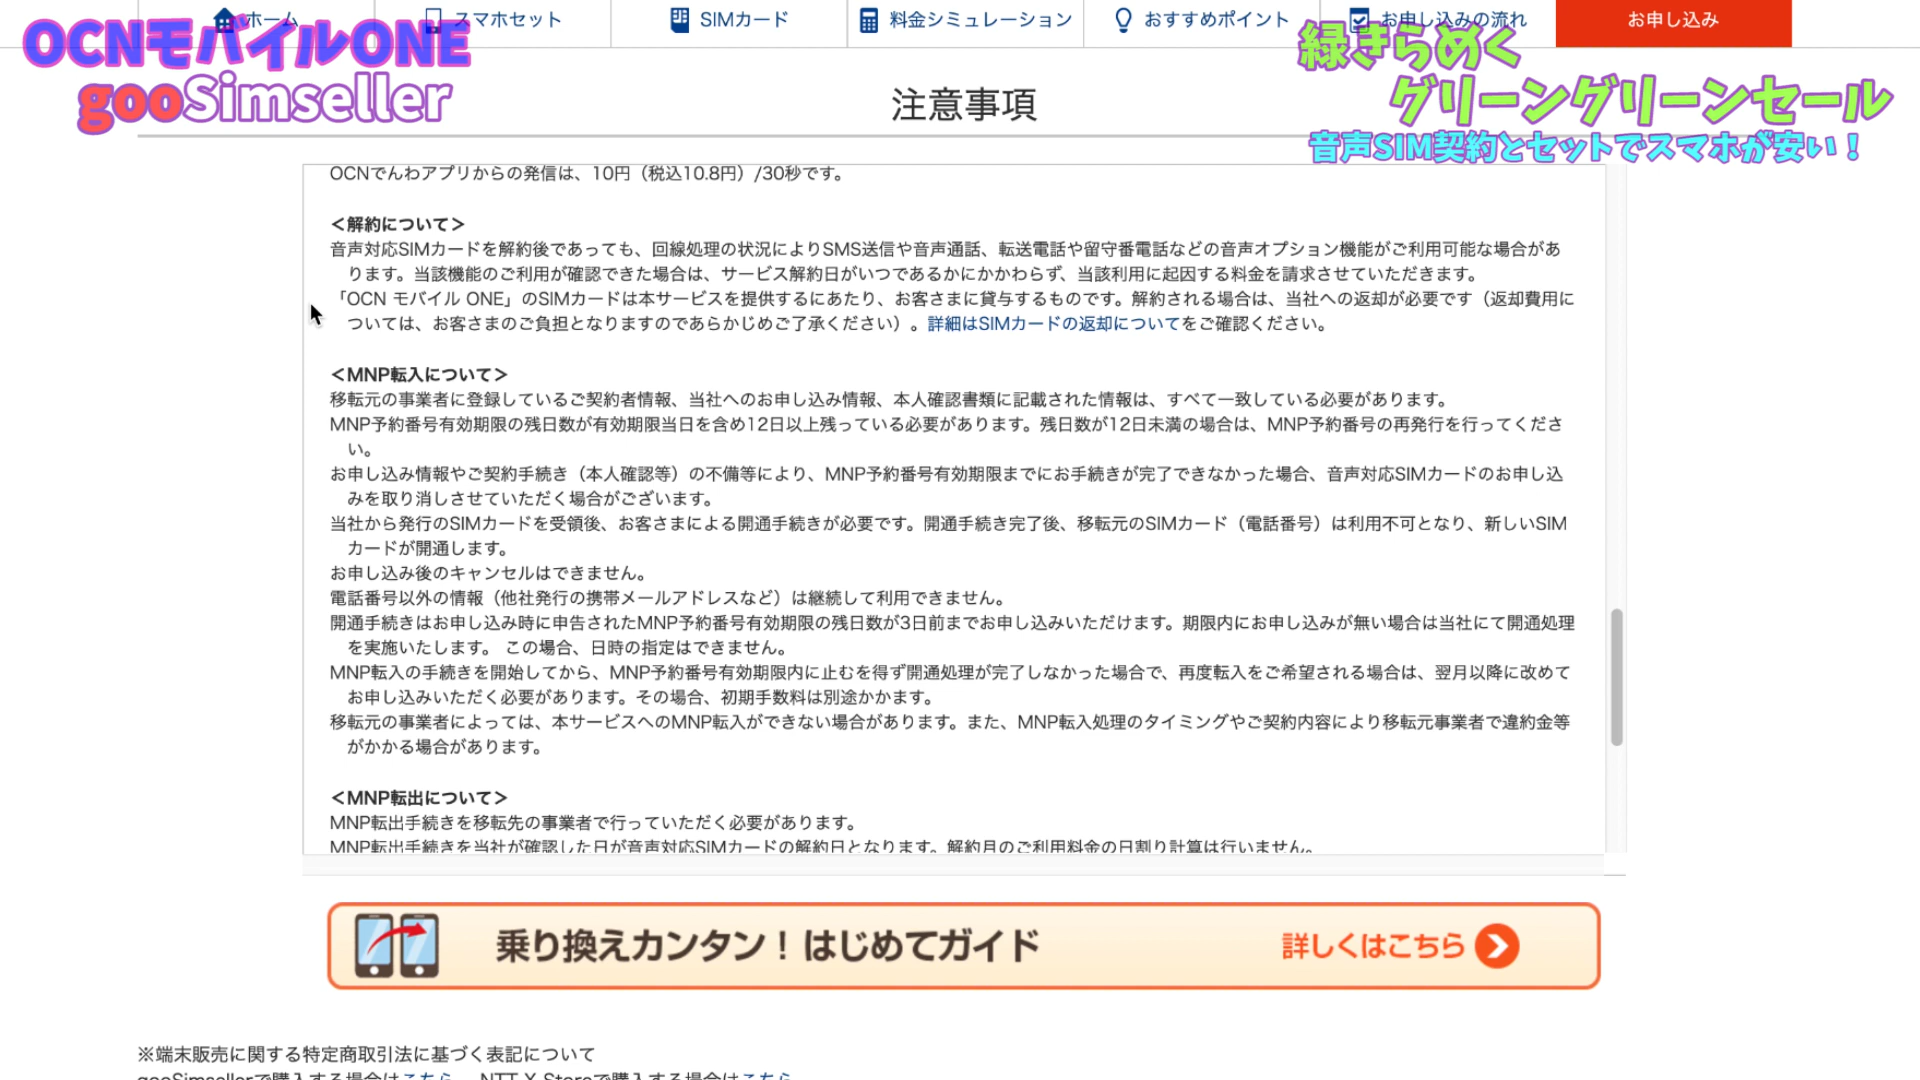 ホーム
スマホセット
SIMカード
料金シミュレーション
おすすめポイント
お申し込みの流れ
お申し込み
OCNモバイルONE
gooSimseller
緑きらめく
グリーングリーンセール
音声SIM契約とセットでスマホが安い！
注意事項
OCNでんわアプリからの発信は、10円（税込10.8円）/30秒です。
＜解約について＞
音声対応SIMカードを解約後であっても、回線処理の状況によりSMS送信や音声通話、転送電話や留守番電話などの音声オプション機能がご利用可能な場合があ
ります。当該機能のご利用が確認できた場合は、サービス解約日がいつであるかにかかわらず、当該利用に起因する料金を請求させていただきます。
「OCN モバイル ONE」のSIMカードは本サービスを提供するにあたり、お客さまに貸与するものです。解約される場合は、当社への返却が必要です（返却費用に
ついては、お客さまのご負担となりますのであらかじめご了承ください）。詳細はSIMカードの返却についてをご確認ください。
＜MNP転入について＞
移転元の事業者に登録しているご契約者情報、当社へのお申し込み情報、本人確認書類に記載された情報は、すべて一致している必要があります。
MNP予約番号有効期限の残日数が有効期限当日を含め12日以上残っている必要があります。残日数が12日未満の場合は、MNP予約番号の再発行を行ってくださ
い。
お申し込み情報やご契約手続き（本人確認等）の不備等により、MNP予約番号有効期限までにお手続きが完了できなかった場合、音声対応SIMカードのお申し込
みを取り消しさせていただく場合がございます。
当社から発行のSIMカードを受領後、お客さまによる開通手続きが必要です。開通手続き完了後、移転元のSIMカード（電話番号）は利用不可となり、新しいSIM
カードが開通します。
お申し込み後のキャンセルはできません。
電話番号以外の情報（他社発行の携帯メールアドレスなど）は継続して利用できません。
開通手続きはお申し込み時に申告されたMNP予約番号有効期限の残日数が3日前までお申し込みいただけます。期限内にお申し込みが無い場合は当社にて開通処理
を実施いたします。 この場合、日時の指定はできません。
MNP転入の手続きを開始してから、MNP予約番号有効期限内に止むを得ず開通処理が完了しなかった場合で、再度転入をご希望される場合は、翌月以降に改めて
お申し込みいただく必要があります。その場合、初期手数料は別途かかます。
移転元の事業者によっては、本サービスへのMNP転入ができない場合があります。また、MNP転入処理のタイミングやご契約内容により移転元事業者で違約金等
がかかる場合があります。
＜MNP転出について＞
MNP転出手続きを移転先の事業者で行っていただく必要があります。
MNP転出手続きを当社が確認した日が音声対応SIMカードの解約日となります。解約月のご利用料金の日割り計算は行いません。
乗り換えカンタン！はじめてガイド
詳しくはこちら
※端末販売に関する特定商取引法に基づく表記について
gooSimsellerで購入する場合はこちら　NTT-X Storeで購入する場合はこちら